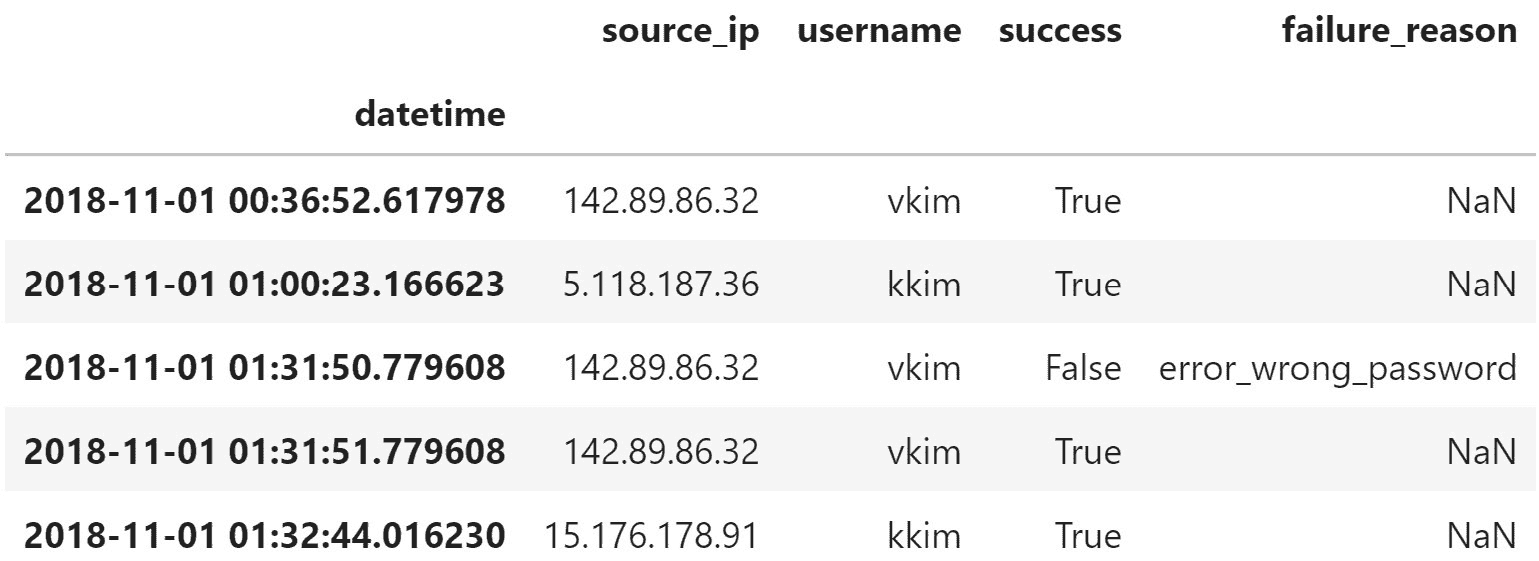 source_ip username success failure_reason
datetime
2018-11-01 00:36:52.617978 142.89.86.32 vkim True NaN
2018-11-01 01:00:23.166623 5.118.187.36 kkim True NaN
2018-11-01 01:31:50.779608 142.89.86.32 vkim False error_wrong_password
2018-11-01 01:31:51.779608 142.89.86.32 vkim True NaN
2018-11-01 01:32:44.016230 15.176.178.91 kkim True NaN